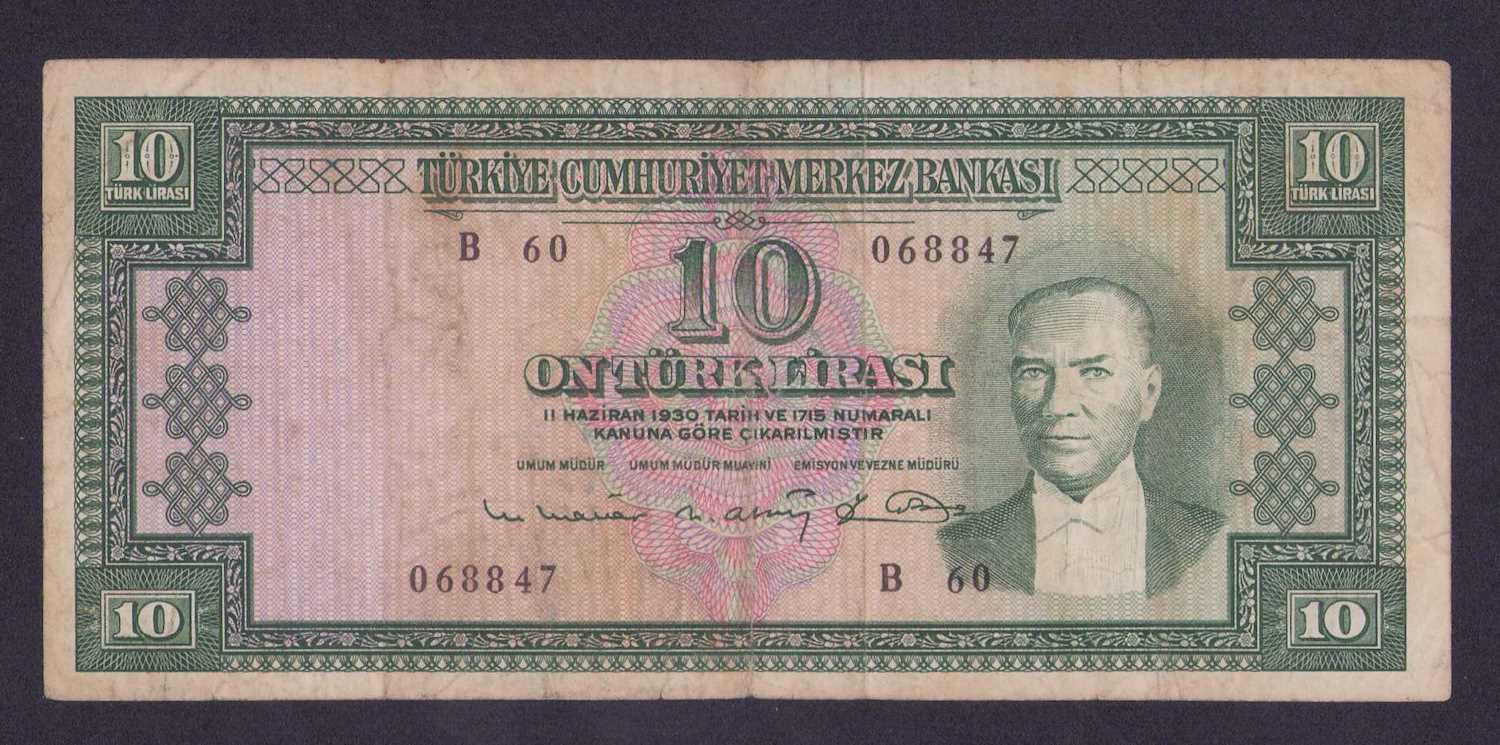 10 10
TÜRK LİRASI TÜRKİYE CUMHURİYET MERKEZ BANKASI TÜRK LİRASI
B 60 068847
10
ON TÜRK LİRASI
11 HAZİRAN 1930 TARİH VE 1715 NUMARALI
KANUNA GÖRE ÇIKARILMIŞTIR
UMUM MÜDÜR UMUM MÜDÜR MUAVİNİ EMİSYON VE VEZNE MÜDÜRÜ
068847 B 60
10 10